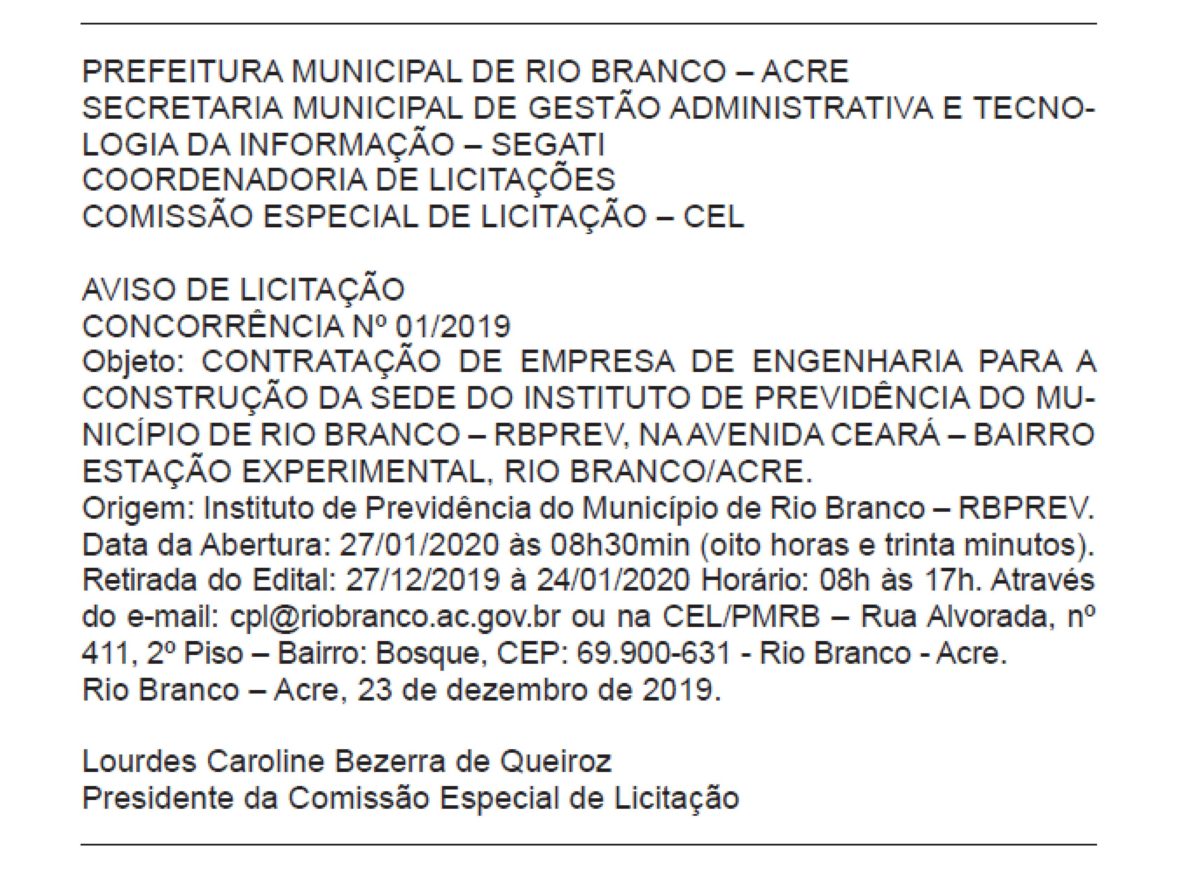 PREFEITURA MUNICIPAL DE RIO BRANCO – ACRE
SECRETARIA MUNICIPAL DE GESTÃO ADMINISTRATIVA E TECNO-
LOGIA DA INFORMAÇÃO – SEGATI
COORDENADORIA DE LICITAÇÕES
COMISSÃO ESPECIAL DE LICITAÇÃO – CEL
AVISO DE LICITAÇÃO
CONCORRÊNCIA Nº 01/2019
Objeto: CONTRATAÇÃO DE EMPRESA DE ENGENHARIA PARA A
CONSTRUÇÃO DA SEDE DO INSTITUTO DE PREVIDÊNCIA DO MU-
NICÍPIO DE RIO BRANCO – RBPREV, NA AVENIDA CEARÁ – BAIRRO
ESTAÇÃO EXPERIMENTAL, RIO BRANCO/ACRE.
Origem: Instituto de Previdência do Município de Rio Branco – RBPREV.
Data da Abertura: 27/01/2020 às 08h30min (oito horas e trinta minutos).
Retirada do Edital: 27/12/2019 à 24/01/2020 Horário: 08h às 17h. Através
do e-mail: cpl@riobranco.ac.gov.br ou na CEL/PMRB – Rua Alvorada, nº
411, 2º Piso – Bairro: Bosque, CEP: 69.900-631 - Rio Branco - Acre.
Rio Branco – Acre, 23 de dezembro de 2019.
Lourdes Caroline Bezerra de Queiroz
Presidente da Comissão Especial de Licitação